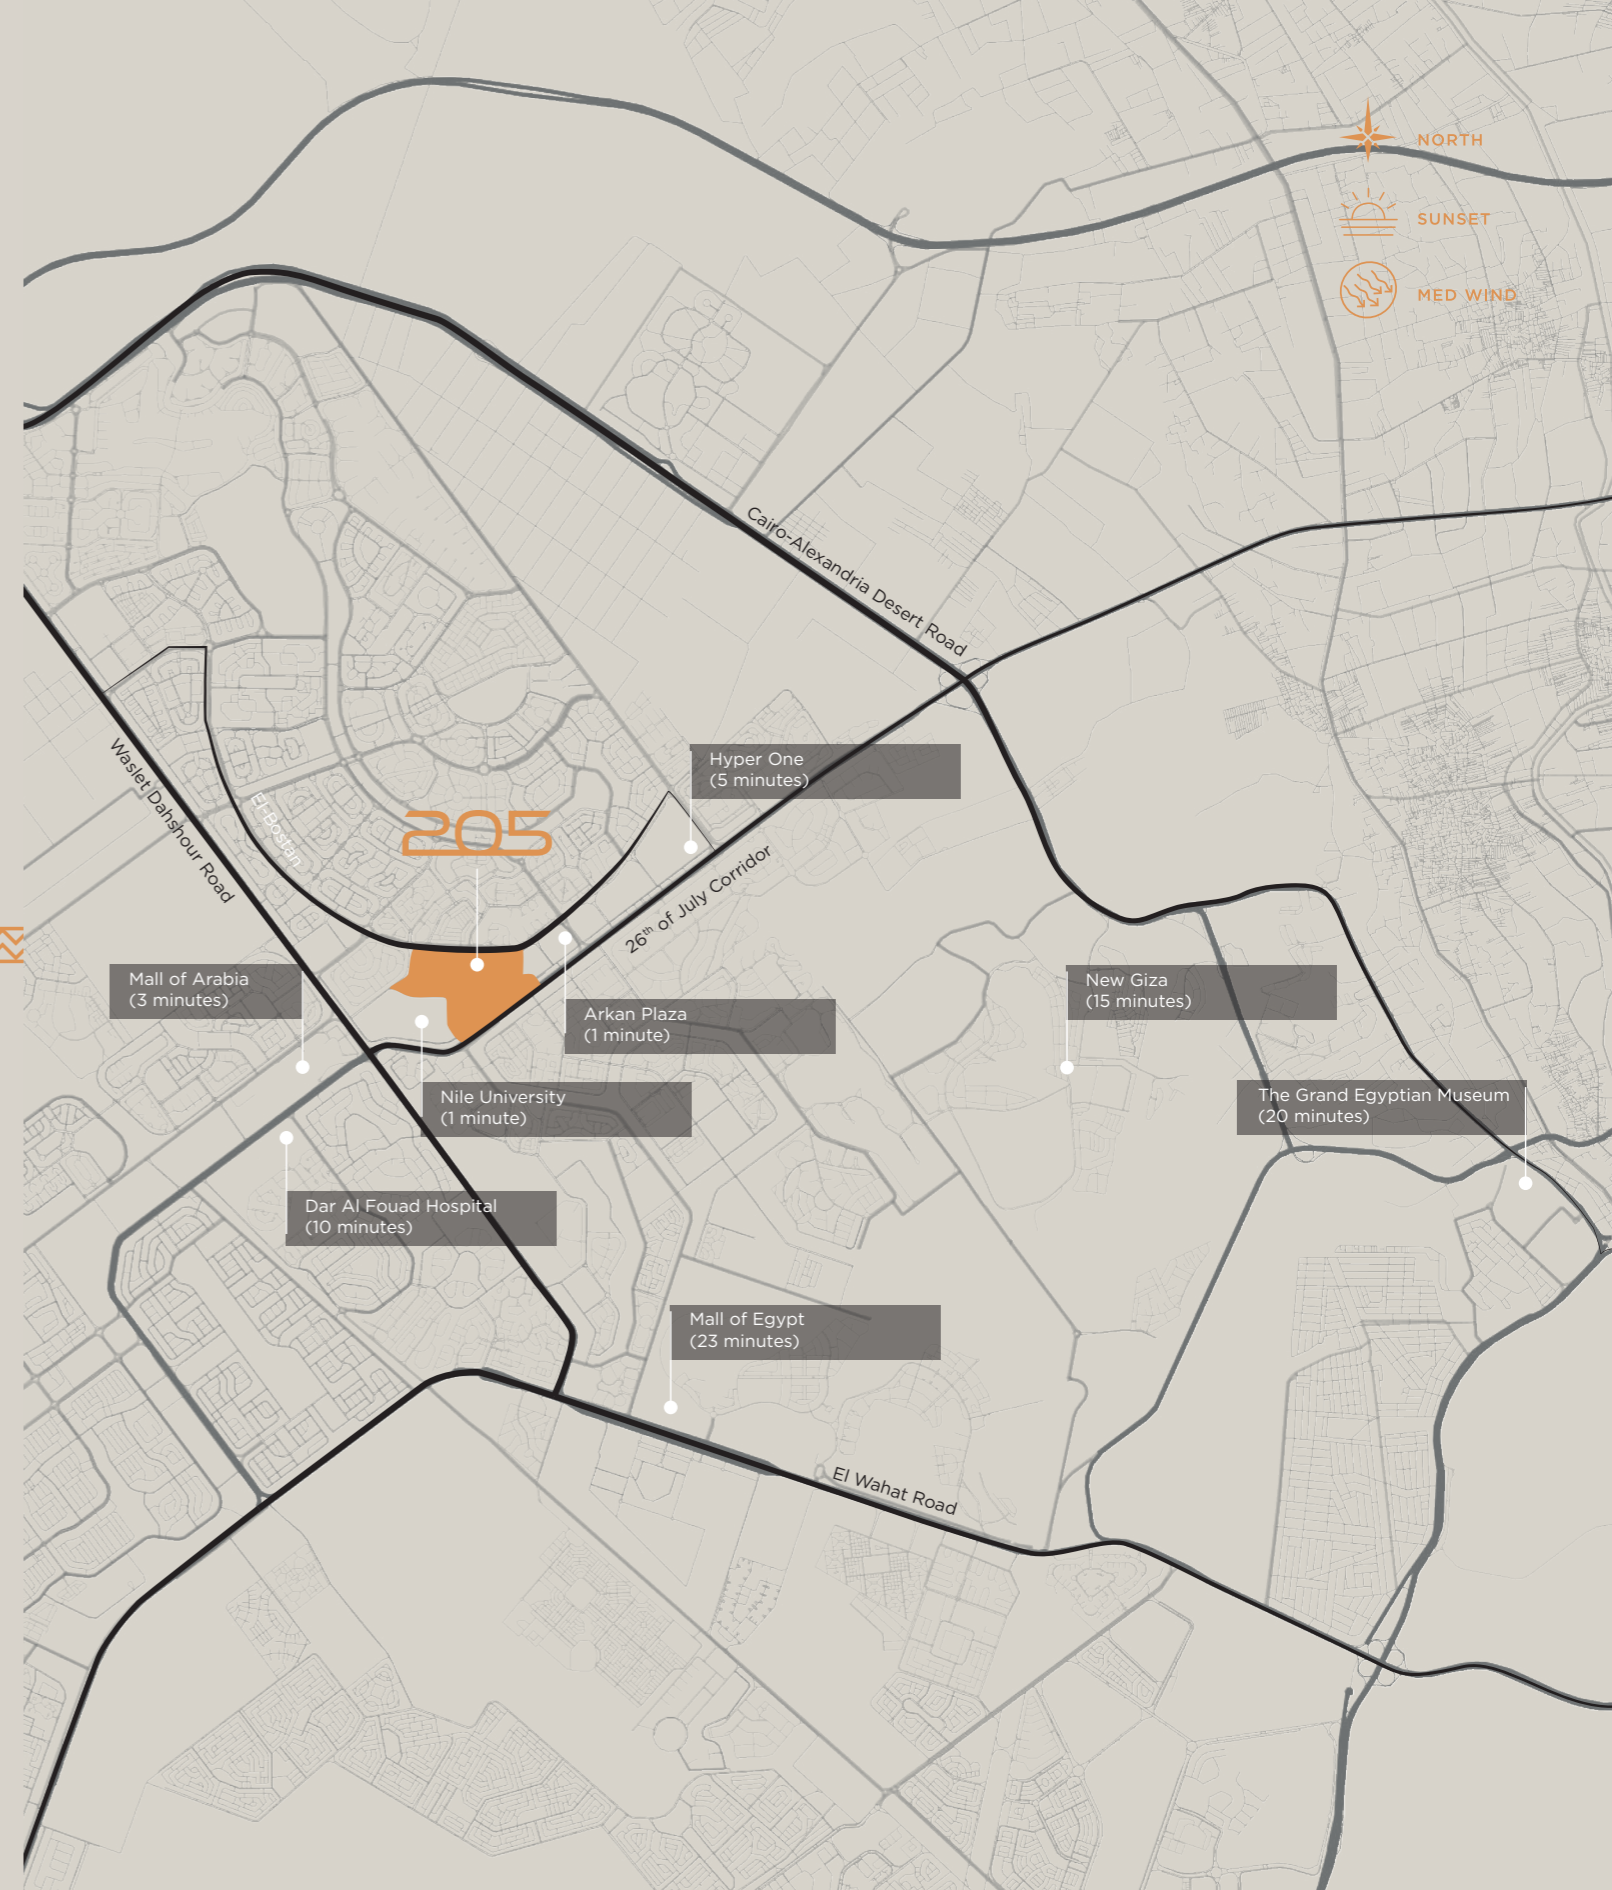 NORTH
SUNSET
MED WIND
Cairo-Alexandria Desert Road
Hyper One
(5 minutes)
Waslet Dahshour Road
El-Bostan
205
26th of July Corridor
Mall of Arabia
(3 minutes)
New Giza
(15 minutes)
Arkan Plaza
(1 minute)
Nile University
(1 minute)
The Grand Egyptian Museum
(20 minutes)
Dar Al Fouad Hospital
(10 minutes)
Mall of Egypt
(23 minutes)
El Wahat Road